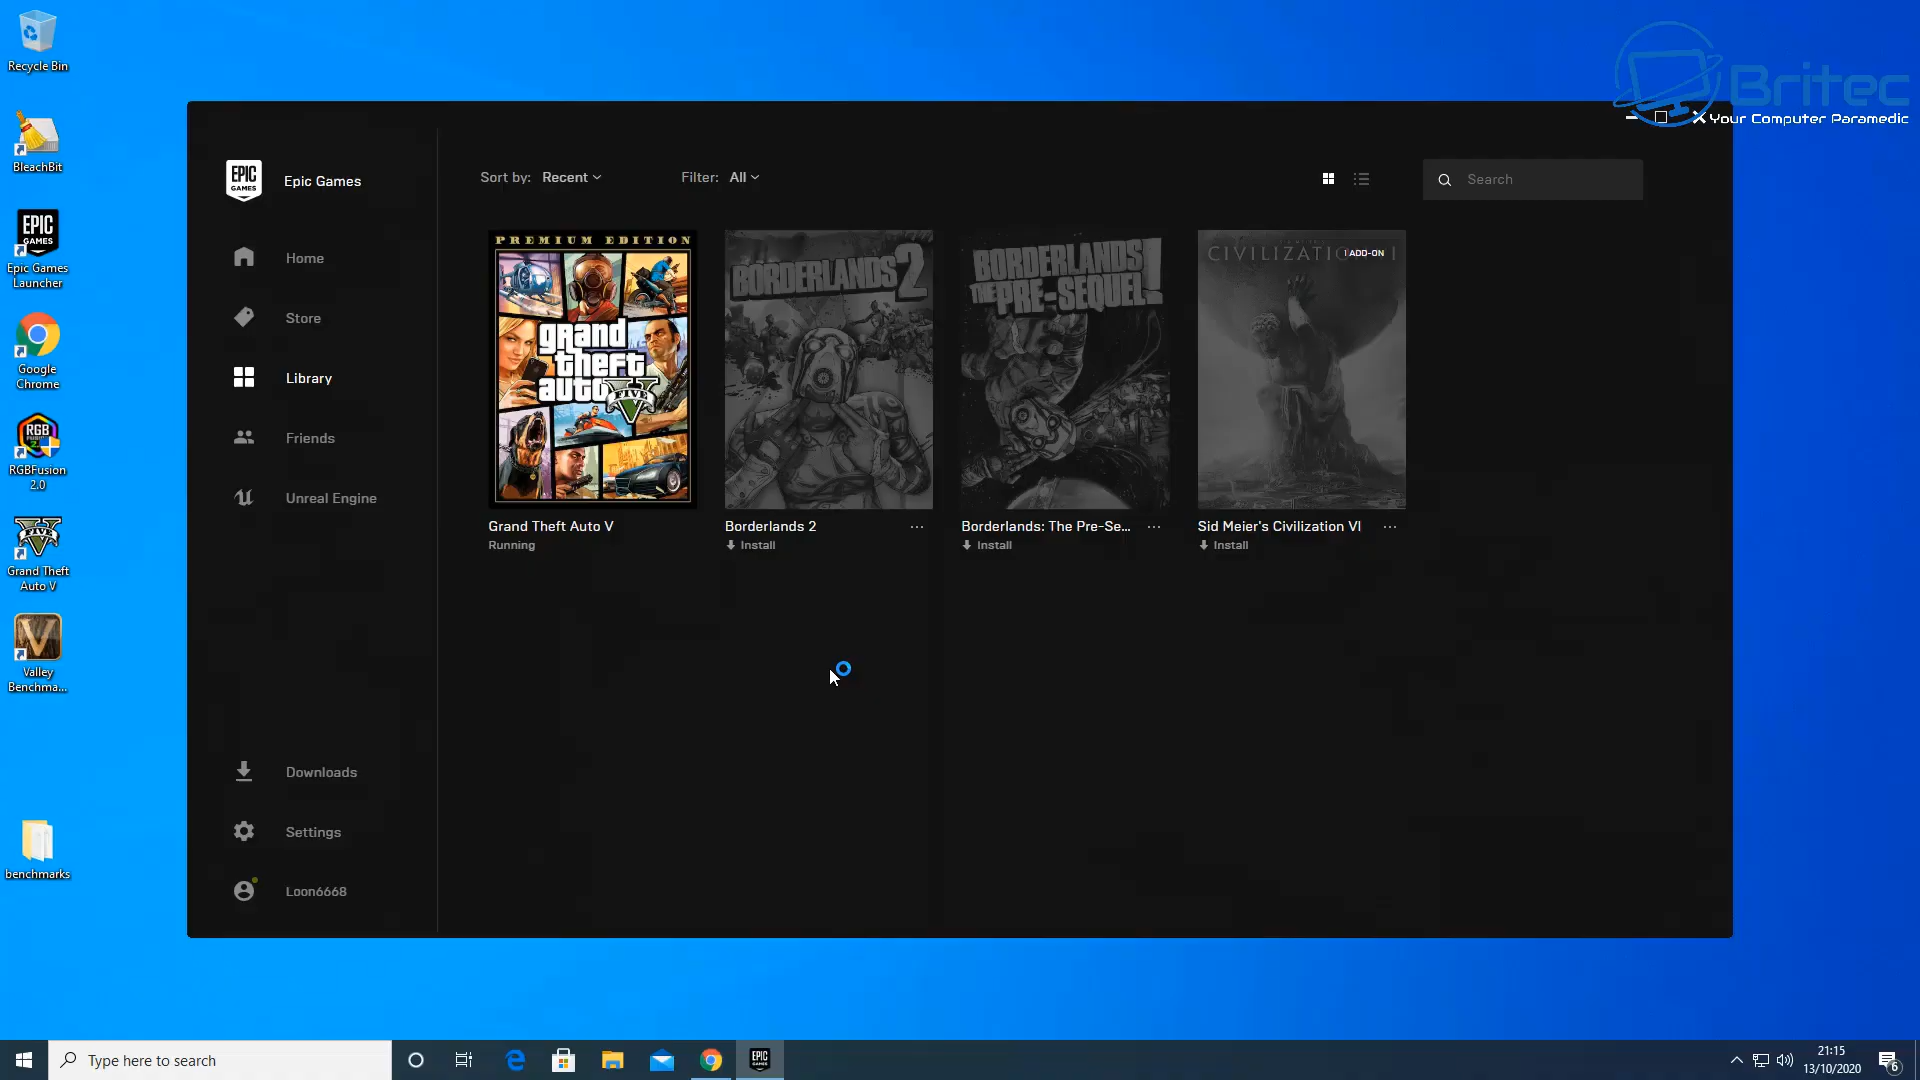 Recycle Bin
BleachBit
EPIC
GAMES
Epic Games
Launcher
Google
Chrome
RGB
RGBFusion
2.0
Grand Theft
Auto V
Valley
Benchma...
benchmarks
Britec
Your Computer Paramedic
EPIC
GAMES
Epic Games
Home
Store
Library
Friends
Unreal Engine
Downloads
Settings
Loon6668
Sort by: Recent
Filter: All
Search
PREMIUM EDITION
grand
theft
auto
FIVE
Grand Theft Auto V
Running
BORDERLANDS 2
Borderlands 2
Install
BORDERLANDS
THE PRE-SEQUEL!
Borderlands: The Pre-Se...
Install
ADD-ON
Sid Meier's Civilization VI
Install
Type here to search
EPIC
GAMES
21:15
13/10/2020
6